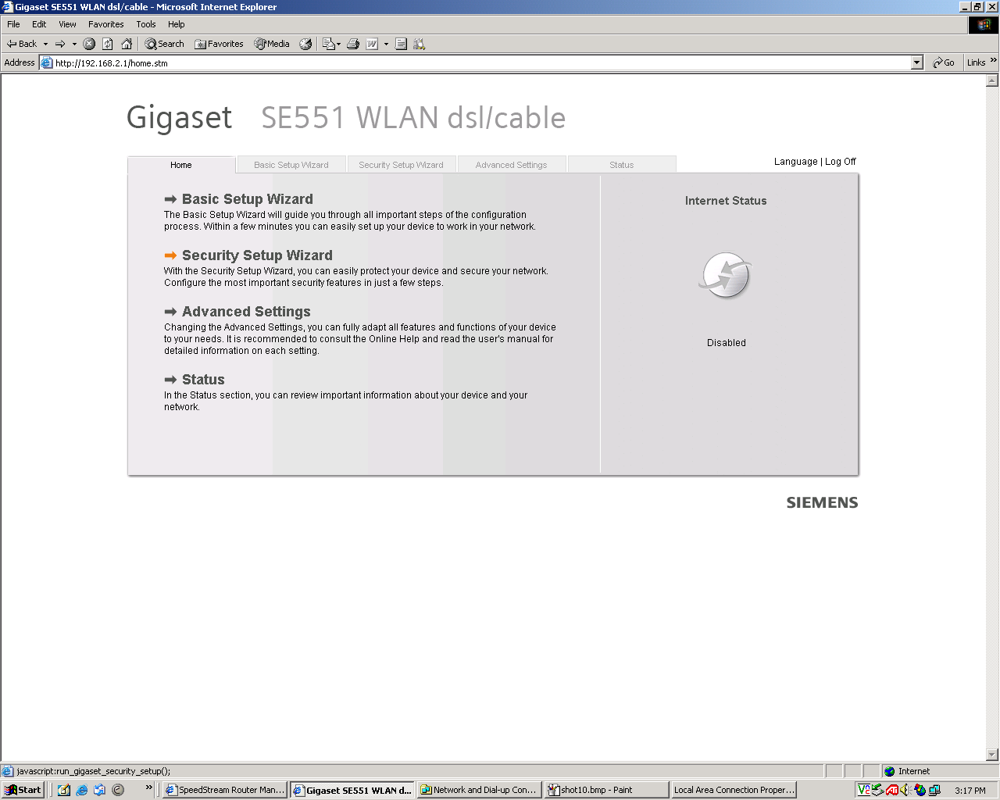 Gigaset SE551 WLAN dsl/cable - Microsoft Internet Explorer
File Edit View Favorites Tools Help
Back Search Favorites Media
Address http://192.168.2.1/home.stm Go Links »
Gigaset SE551 WLAN dsl/cable
Home Basic Setup Wizard Security Setup Wizard Advanced Settings Status Language | Log Off
Basic Setup Wizard
The Basic Setup Wizard will guide you through all important steps of the configuration
process. Within a few minutes you can easily set up your device to work in your network.
Security Setup Wizard
With the Security Setup Wizard, you can easily protect your device and secure your network.
Configure the most important security features in just a few steps.
Advanced Settings
Changing the Advanced Settings, you can fully adapt all features and functions of your device
to your needs. It is recommended to consult the Online Help and read the user's manual for
detailed information on each setting.
Status
In the Status section, you can review important information about your device and your
network.
Internet Status
Disabled
SIEMENS
javascript:run_gigaset_security_setup(); Internet
Start » SpeedStream Router Man... Gigaset SE551 WLAN d... Network and Dial-up Con... shot10.bmp - Paint Local Area Connection Proper... 3:17 PM